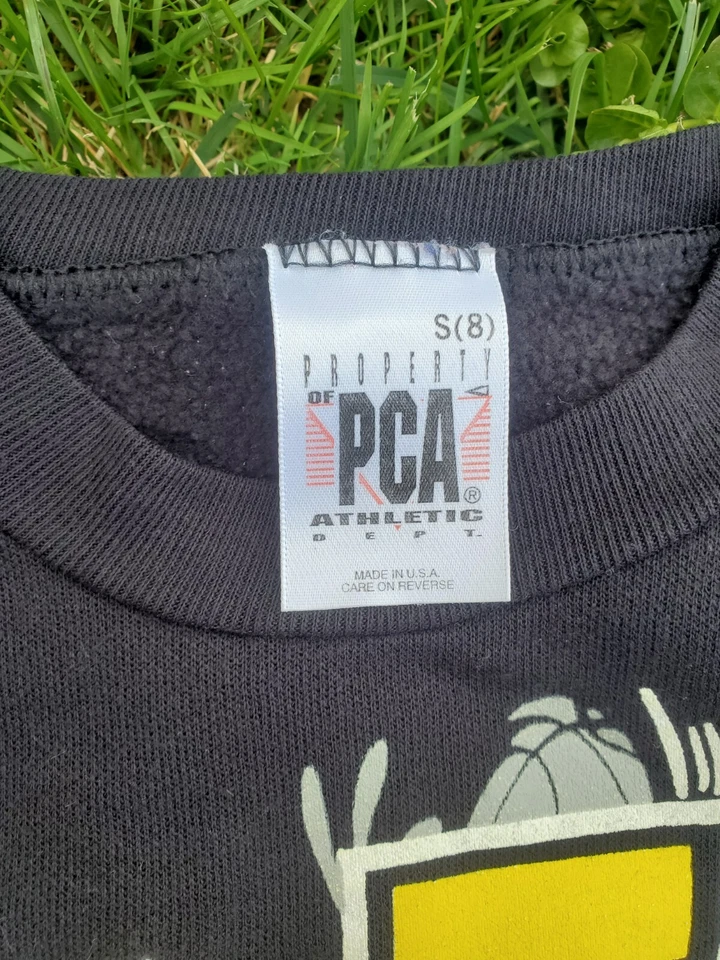 S(8)
PROPERTY
OF
PCA®
ATHLETIC
DEPT.
MADE IN U.S.A.
CARE ON REVERSE